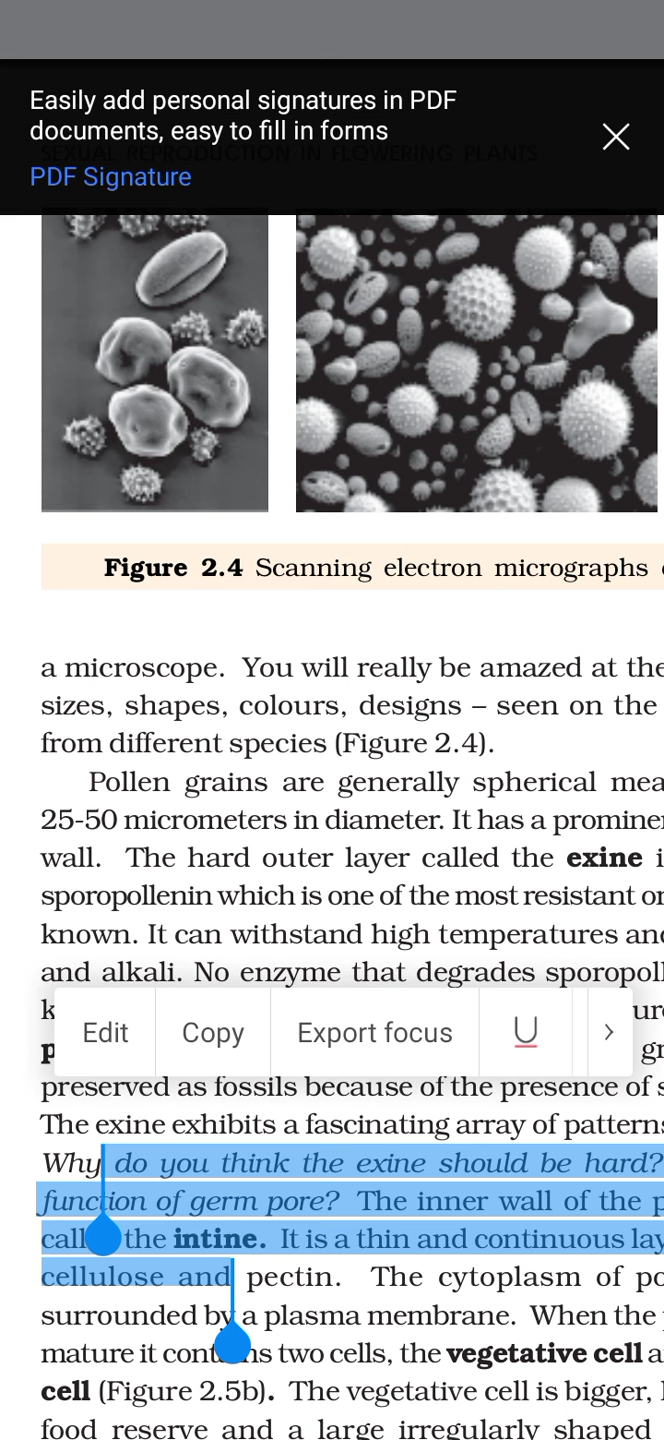 Easily add personal signatures in PDF
documents, easy to fill in forms
SEXUAL REPRODUCTION IN FLOWERING PLANTS
PDF Signature
Figure 2.4 Scanning electron micrographs
a microscope. You will really be amazed at the
sizes, shapes, colours, designs – seen on the
from different species (Figure 2.4).
Pollen grains are generally spherical mea
25-50 micrometers in diameter. It has a promine
wall. The hard outer layer called the exine i
sporopollenin which is one of the most resistant or
known. It can withstand high temperatures and
and alkali. No enzyme that degrades sporopoll
Edit Copy Export focus U
preserved as fossils because of the presence of s
The exine exhibits a fascinating array of patterns
Why do you think the exine should be hard?
function of germ pore? The inner wall of the p
call the intine. It is a thin and continuous lay
cellulose and pectin. The cytoplasm of po
surrounded by a plasma membrane. When the
mature it contains two cells, the vegetative cell a
cell (Figure 2.5b). The vegetative cell is bigger,
food reserve and a large irregularly shaped